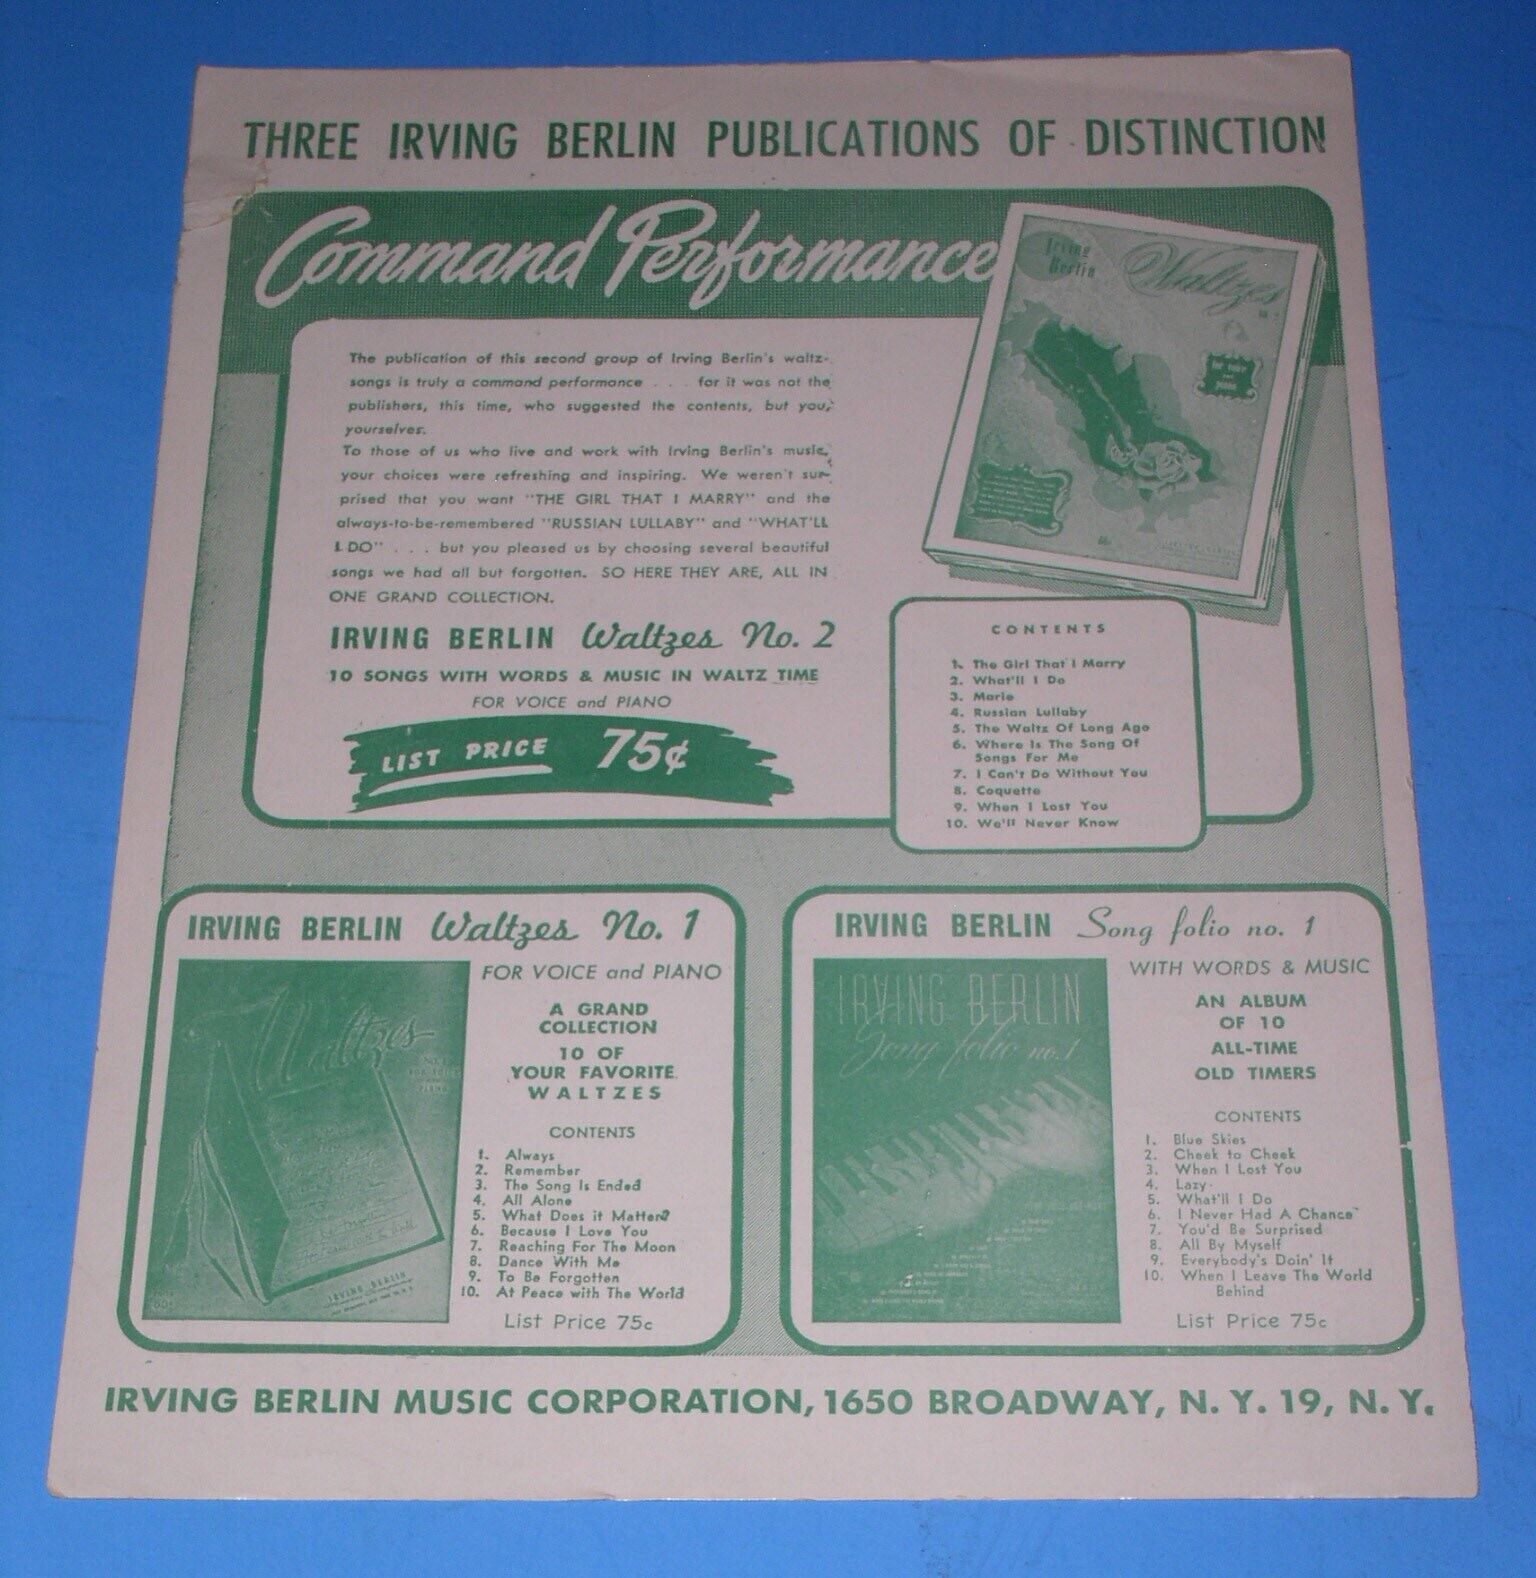 THREE IRVING BERLIN PUBLICATIONS OF DISTINCTION
Command Performance
Irving
Berlin
Waltzes
The publication of this second group of Irving Berlin's waltz-
songs is truly a command performance . . . for it was not the
publishers, this time, who suggested the contents, but you,
yourselves.
To those of us who live and work with Irving Berlin's music,
your choices were refreshing and inspiring. We weren't sur-
prised that you want "THE GIRL THAT I MARRY" and the
always-to-be-remembered "RUSSIAN LULLABY" and "WHAT'LL
I DO" . . . but you pleased us by choosing several beautiful
songs we had all but forgotten. SO HERE THEY ARE, ALL IN
ONE GRAND COLLECTION.
IRVING BERLIN Waltzes No. 2
10 SONGS WITH WORDS & MUSIC IN WALTZ TIME
FOR VOICE and PIANO
LIST PRICE 75¢
CONTENTS
1. The Girl That I Marry
2. What'll I Do
3. Marie
4. Russian Lullaby
5. The Waltz Of Long Ago
6. Where Is The Song Of
Songs For Me
7. I Can't Do Without You
8. Coquette
9. When I Lost You
10. We'll Never Know
IRVING BERLIN Waltzes No. 1
Waltzes
IRVING BERLIN
FOR VOICE and PIANO
A GRAND
COLLECTION
10 OF
YOUR FAVORITE
WALTZES
CONTENTS
1. Always
2. Remember
3. The Song Is Ended
4. All Alone
5. What Does it Matter?
6. Because I Love You
7. Reaching For The Moon
8. Dance With Me
9. To Be Forgotten
10. At Peace with The World
List Price 75c
IRVING BERLIN Song folio no. 1
IRVING BERLIN
Song folio no.1
WITH WORDS & MUSIC
AN ALBUM
OF 10
ALL-TIME
OLD TIMERS
CONTENTS
1. Blue Skies
2. Cheek to Cheek
3. When I Lost You
4. Lazy
5. What'll I Do
6. I Never Had A Chance
7. You'd Be Surprised
8. All By Myself
9. Everybody's Doin' It
10. When I Leave The World
Behind
List Price 75c
IRVING BERLIN MUSIC CORPORATION, 1650 BROADWAY, N. Y. 19, N. Y.